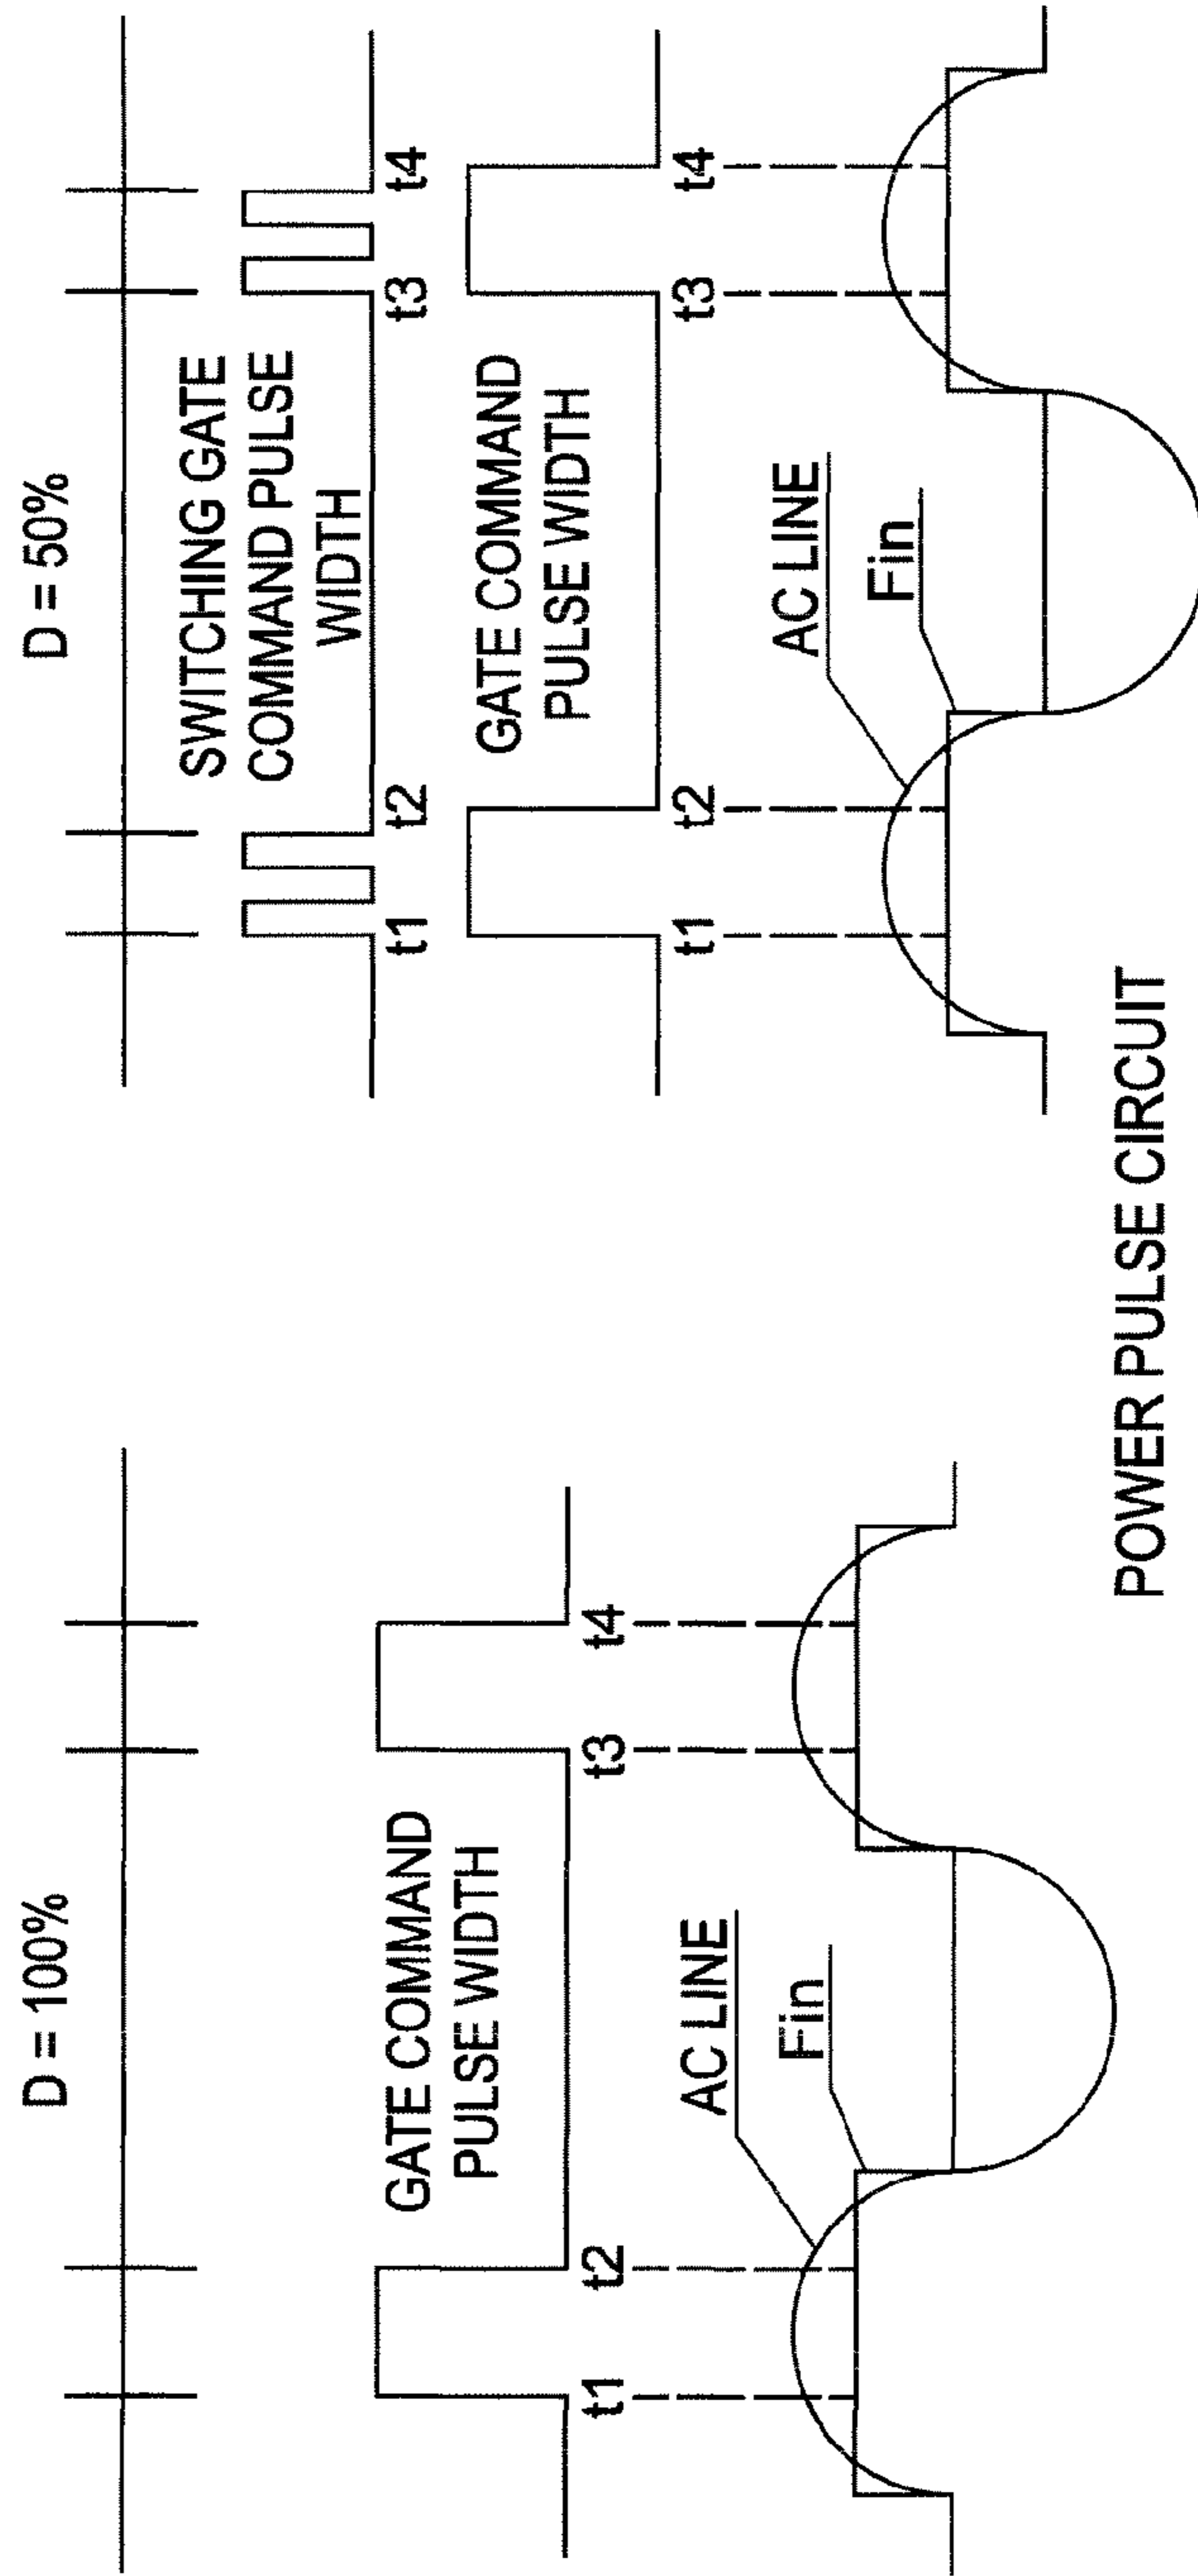 D = 100%
GATE COMMAND
PULSE WIDTH
t1
t2
t3
t4
AC LINE
Fin
D = 50%
SWITCHING GATE
COMMAND PULSE
WIDTH
t1
t2
t3
t4
GATE COMMAND
PULSE WIDTH
t1
t2
t3
t4
AC LINE
Fin
POWER PULSE CIRCUIT